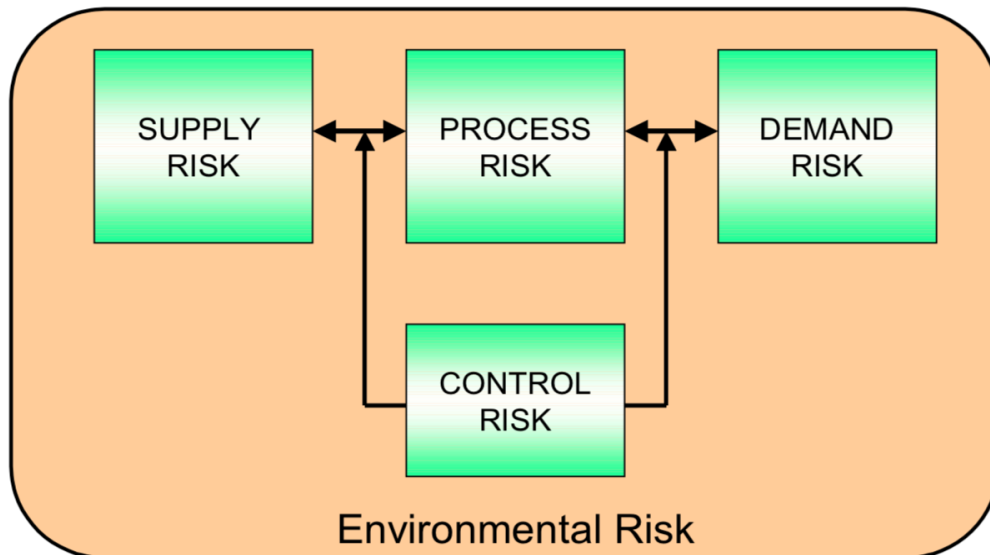 SUPPLY
RISK
PROCESS
RISK
DEMAND
RISK
CONTROL
RISK
Environmental Risk